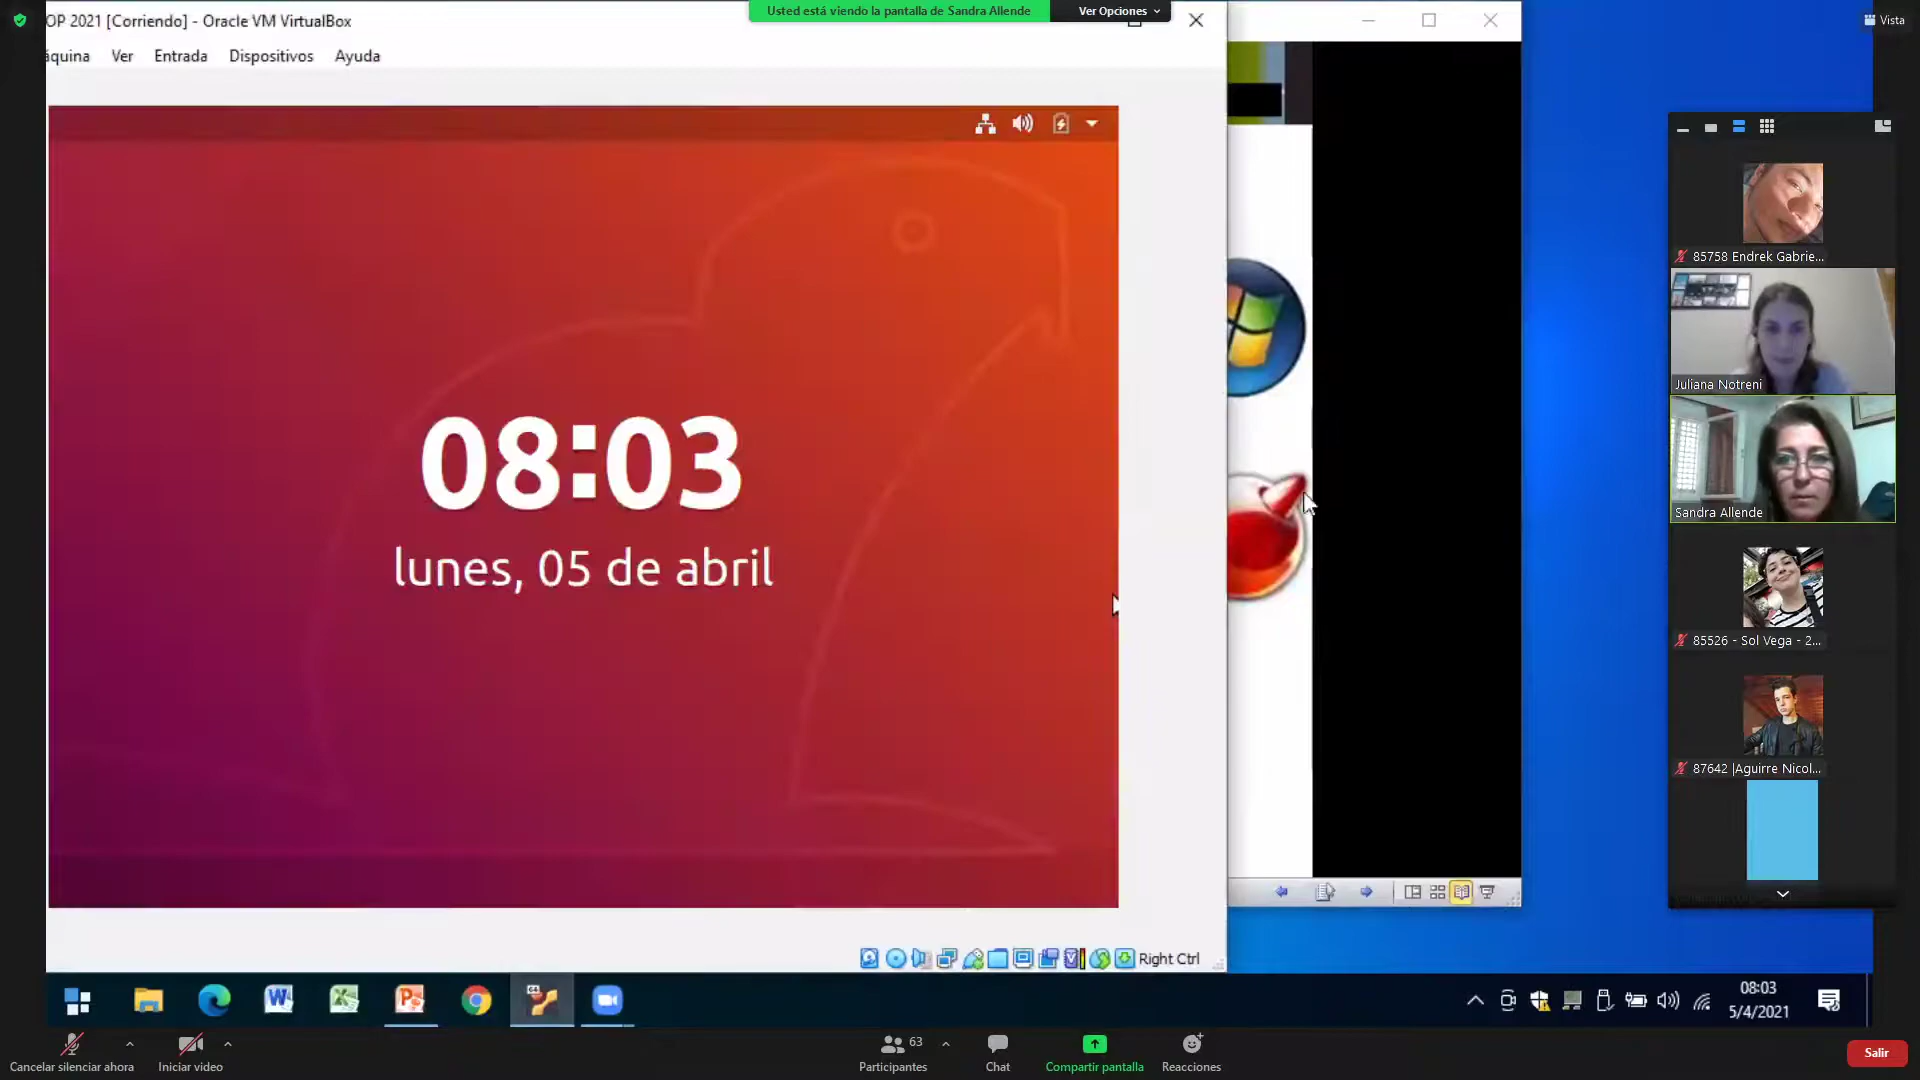 OP 2021 [Corriendo] - Oracle VM VirtualBox
Usted está viendo la pantalla de Sandra Allende
Ver Opciones
Vista
áquina Ver Entrada Dispositivos Ayuda
08:03
lunes, 05 de abril
85758 Endrek Gabrie...
Juliana Notreni
Sandra Allende
85526 - Sol Vega - 2...
87642 |Aguirre Nicol...
Right Ctrl
08:03
5/4/2021
Cancelar silenciar ahora
Iniciar video
63
Participantes
Chat
Compartir pantalla
Reacciones
Salir